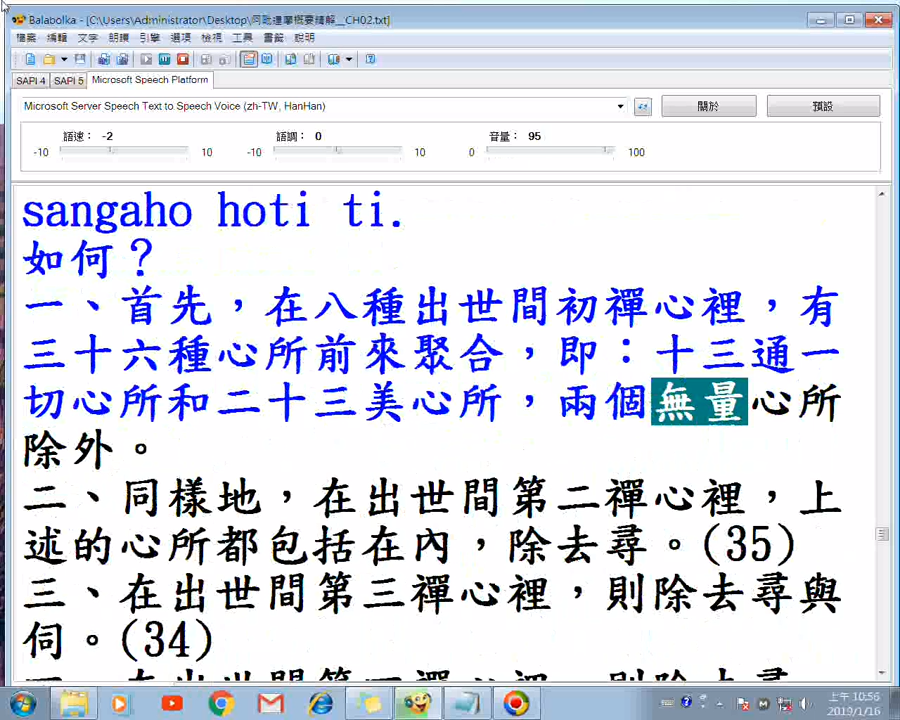 Balabolka - [C:\Users\Administrator\Desktop\阿毗達摩概要精解__CH02.txt]
檔案 編輯 文字 朗讀 引擎 選項 檢視 工具 書籤 說明
SAPI 4 SAPI 5 Microsoft Speech Platform
Microsoft Server Speech Text to Speech Voice (zh-TW, HanHan) 關於 預設
語速： -2 語調： 0 音量： 95
-10 10 -10 10 0 100
sangaho hoti ti.
如何？
一、首先，在八種出世間初禪心裡，有
三十六種心所前來聚合，即：十三通一
切心所和二十三美心所，兩個無量心所
除外。
二、同樣地，在出世間第二禪心裡，上
述的心所都包括在內，除去尋。(35)
三、在出世間第三禪心裡，則除去尋與
伺。(34)
上午 10:56
2019/1/16